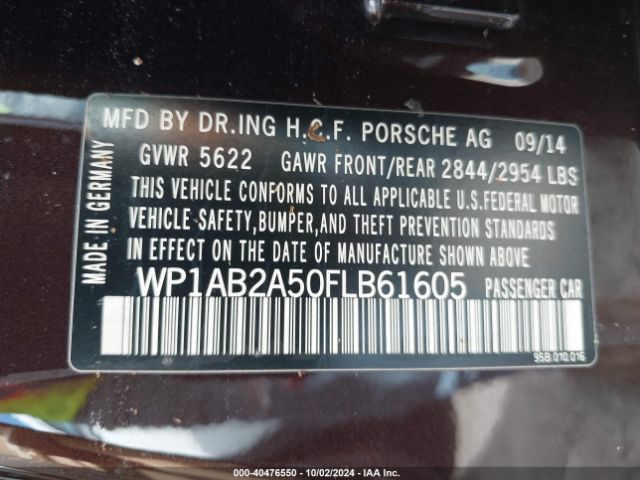 MFD BY DR.ING H.C.F. PORSCHE AG 09/14
GVWR 5622 GAWR FRONT/REAR 2844/2954 LBS
THIS VEHICLE CONFORMS TO ALL APPLICABLE U.S.FEDERAL MOTOR
VEHICLE SAFETY,BUMPER,AND THEFT PREVENTION STANDARDS
IN EFFECT ON THE DATE OF MANUFACTURE SHOWN ABOVE.
WP1AB2A50FLB61605 PASSENGER CAR
95B.010.016
MADE IN GERMANY
00-40476550 | 10/02/2024 | IAA Inc.